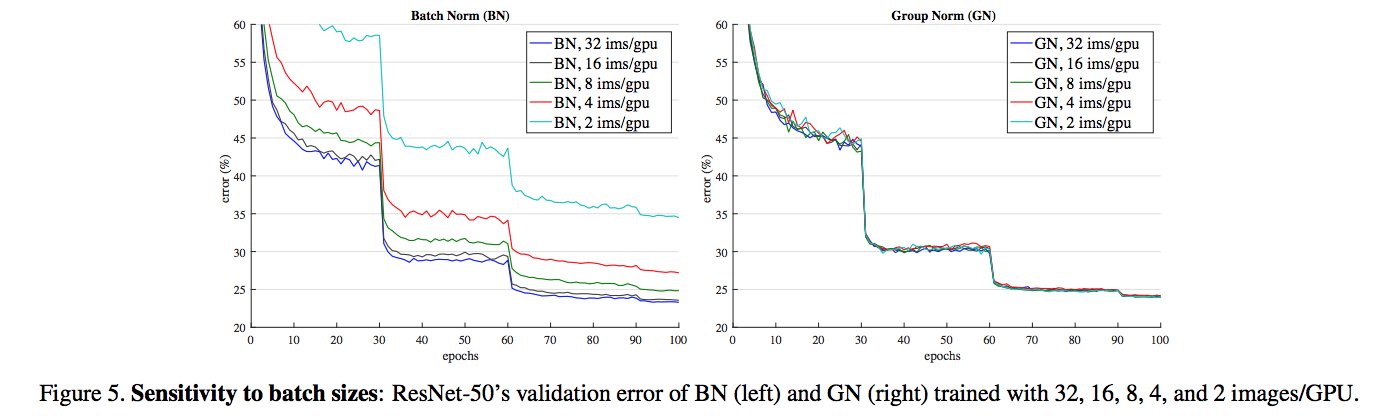 Batch Norm (BN)
60
55
50
45
40
35
30
25
20
error (%)
0 10 20 30 40 50 60 70 80 90 100
epochs
BN, 32 ims/gpu
BN, 16 ims/gpu
BN, 8 ims/gpu
BN, 4 ims/gpu
BN, 2 ims/gpu
Group Norm (GN)
60
55
50
45
40
35
30
25
20
error (%)
0 10 20 30 40 50 60 70 80 90 100
epochs
GN, 32 ims/gpu
GN, 16 ims/gpu
GN, 8 ims/gpu
GN, 4 ims/gpu
GN, 2 ims/gpu
Figure 5. Sensitivity to batch sizes: ResNet-50’s validation error of BN (left) and GN (right) trained with 32, 16, 8, 4, and 2 images/GPU.